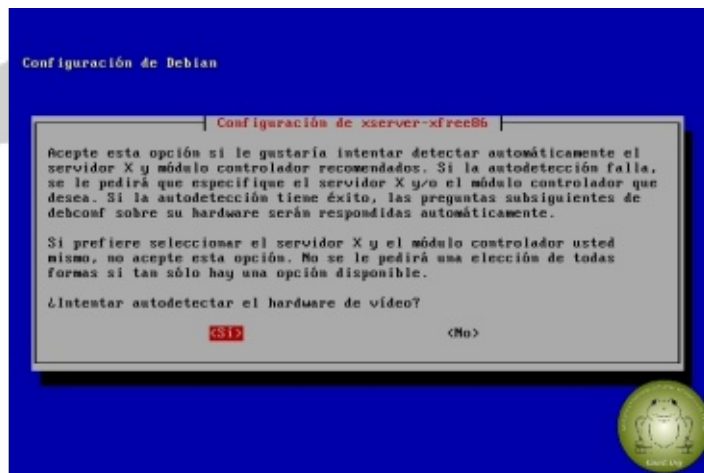 Configuración de Debian
Configuración de xserver-xfree86
Acepte esta opción si le gustaría intentar detectar automáticamente el
servidor X y módulo controlador recomendados. Si la autodetección falla,
se le pedirá que especifique el servidor X y/o el módulo controlador que
desea. Si la autodetección tiene éxito, las preguntas subsiguientes de
debconf sobre su hardware serán respondidas automáticamente.
Si prefiere seleccionar el servidor X y el módulo controlador usted
mismo, no acepte esta opción. No se le pedirá una elección de todas
formas si tan sólo hay una opción disponible.
¿Intentar autodetectar el hardware de vídeo?
<Sí> <No>